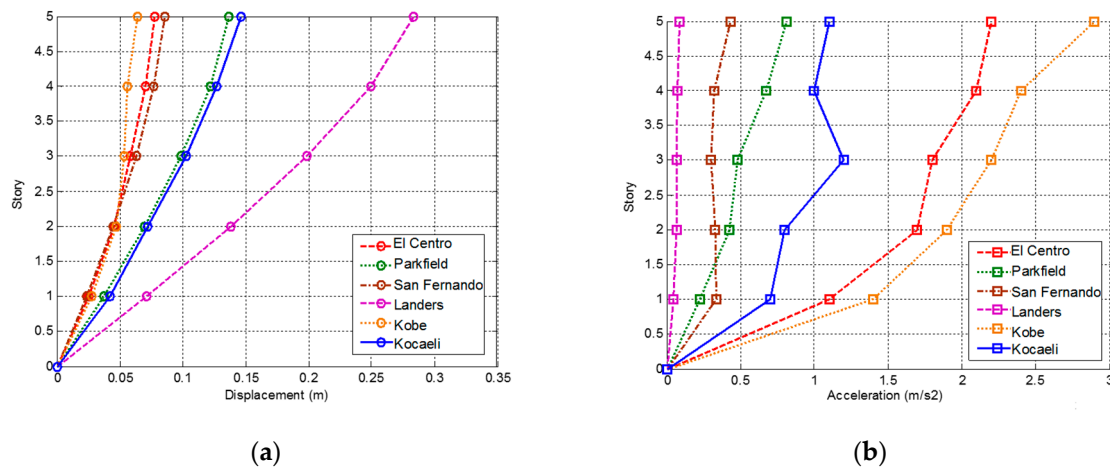 5
4.5
4
3.5
3
2.5
2
1.5
1
0.5
0
Story
0
0.05
0.1
0.15
0.2
0.25
0.3
0.35
Displacement (m)
El Centro
Parkfield
San Fernando
Landers
Kobe
Kocaeli
(a)
5
4.5
4
3.5
3
2.5
2
1.5
1
0.5
0
Story
0
0.5
1
1.5
2
2.5
3
Acceleration (m/s2)
El Centro
Parkfield
San Fernando
Landers
Kobe
Kocaeli
(b)